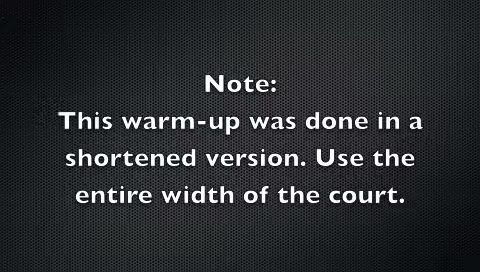 Note:
This warm-up was done in a
shortened version. Use the
entire width of the court.